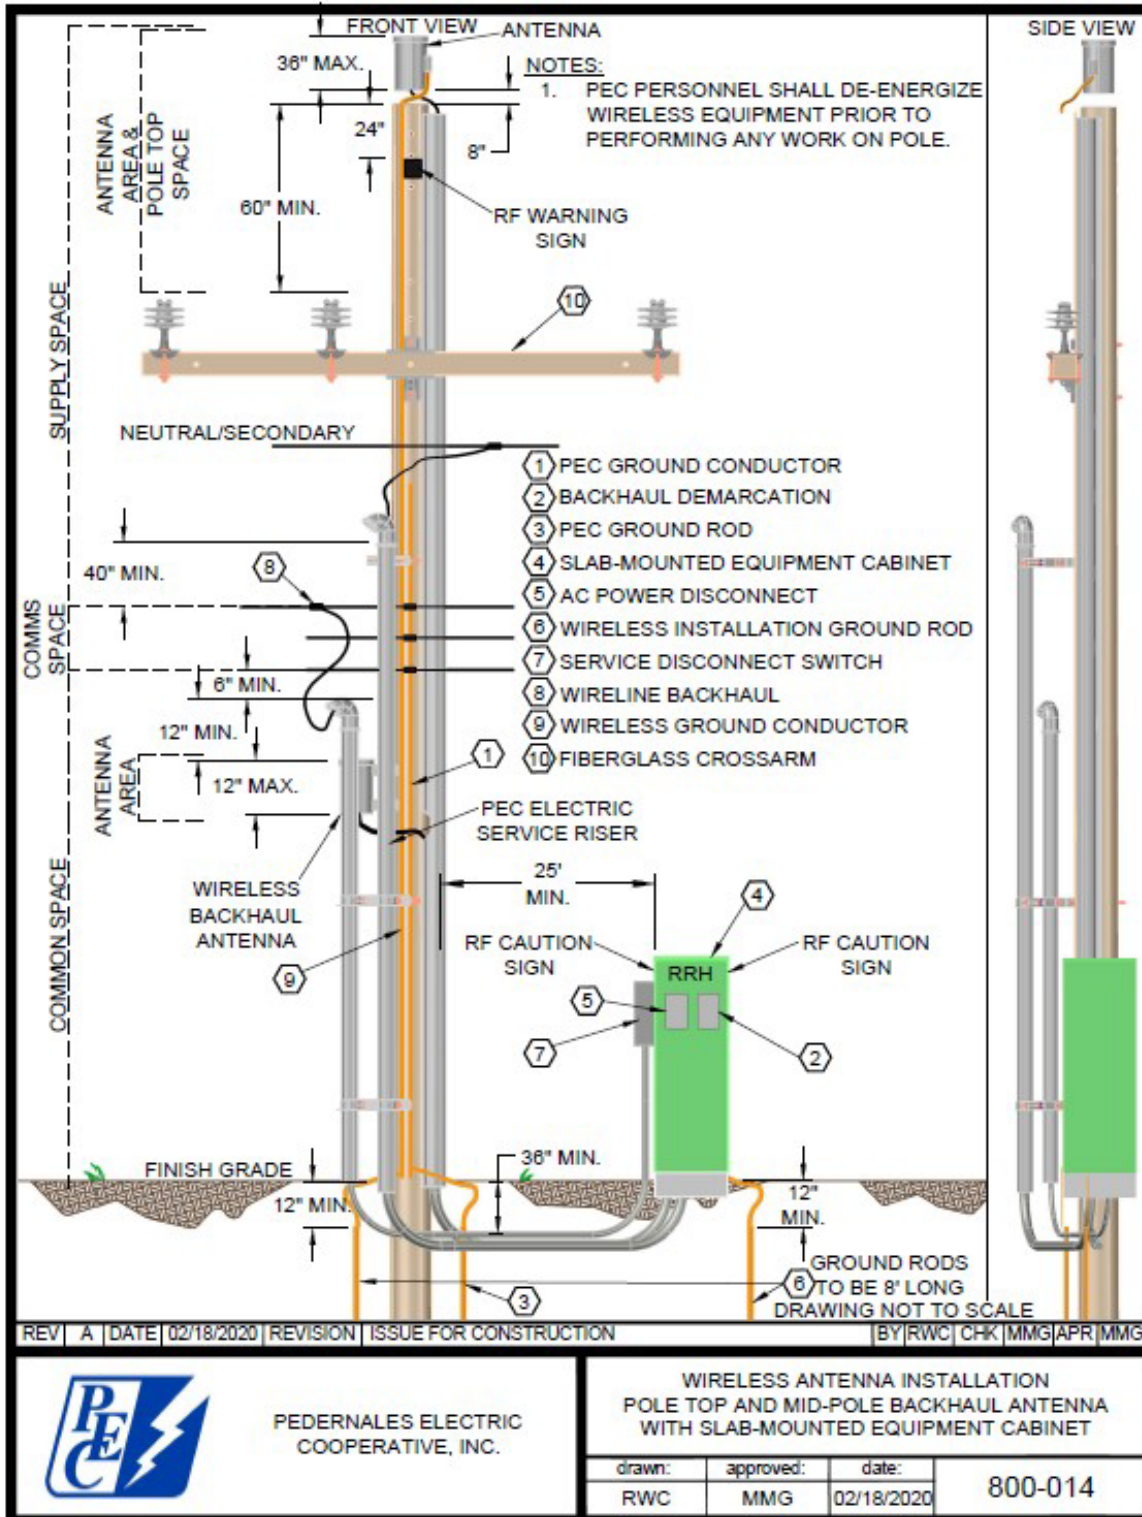 FRONT VIEW
ANTENNA
SIDE VIEW
36" MAX.
NOTES:
1. PEC PERSONNEL SHALL DE-ENERGIZE
WIRELESS EQUIPMENT PRIOR TO
PERFORMING ANY WORK ON POLE.
24"
8"
ANTENNA
AREA &
POLE TOP
SPACE
60" MIN.
RF WARNING
SIGN
SUPPLY SPACE
10
NEUTRAL/SECONDARY
1 PEC GROUND CONDUCTOR
2 BACKHAUL DEMARCATION
3 PEC GROUND ROD
4 SLAB-MOUNTED EQUIPMENT CABINET
5 AC POWER DISCONNECT
6 WIRELESS INSTALLATION GROUND ROD
7 SERVICE DISCONNECT SWITCH
8 WIRELINE BACKHAUL
9 WIRELESS GROUND CONDUCTOR
10 FIBERGLASS CROSSARM
40" MIN.
8
COMMS
SPACE
6" MIN.
12" MIN.
1
ANTENNA
AREA
12" MAX.
PEC ELECTRIC
SERVICE RISER
25'
MIN.
WIRELESS
BACKHAUL
ANTENNA
4
RF CAUTION
SIGN
RRH
RF CAUTION
SIGN
COMMON SPACE
9
5
7
2
36" MIN.
FINISH GRADE
12" MIN.
12"
MIN.
GROUND RODS
6 TO BE 8' LONG
3
DRAWING NOT TO SCALE
REV A DATE 02/18/2020 REVISION ISSUE FOR CONSTRUCTION BY RWC CHK MMG APR MMG
PEC
PEDERNALES ELECTRIC
COOPERATIVE, INC.
WIRELESS ANTENNA INSTALLATION
POLE TOP AND MID-POLE BACKHAUL ANTENNA
WITH SLAB-MOUNTED EQUIPMENT CABINET
drawn: approved: date:
RWC MMG 02/18/2020
800-014